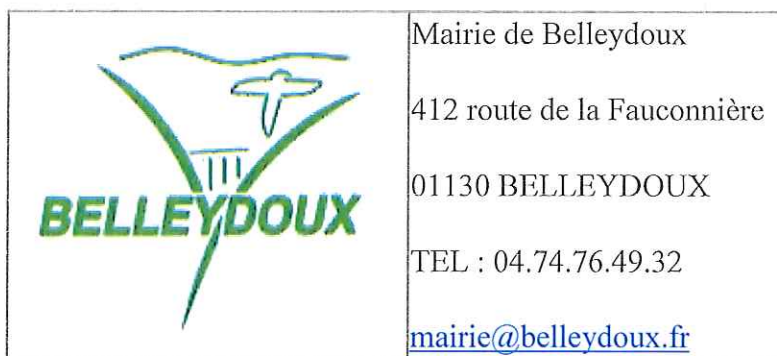 BELLEYDOUX
Mairie de Belleydoux
412 route de la Fauconnière
01130 BELLEYDOUX
TEL : 04.74.76.49.32
mairie@belleydoux.fr